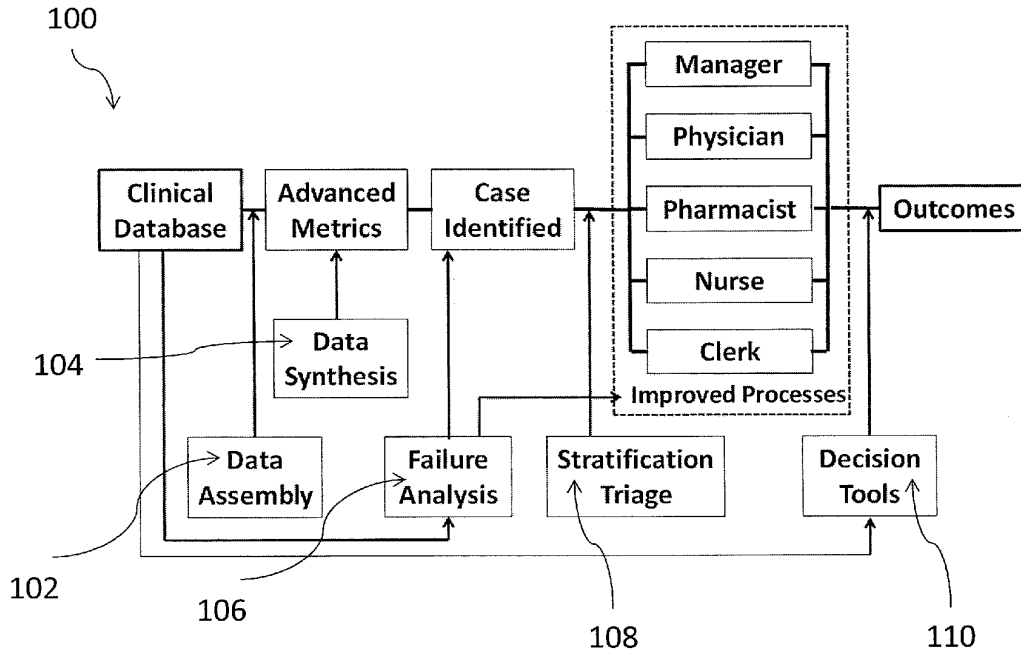 100
Manager
Physician
Clinical
Database
Advanced
Metrics
Case
Identified
Pharmacist
Outcomes
Nurse
104
Data
Synthesis
Clerk
Improved Processes
Data
Assembly
Failure
Analysis
Stratification
Triage
Decision
Tools
102
106
108
110